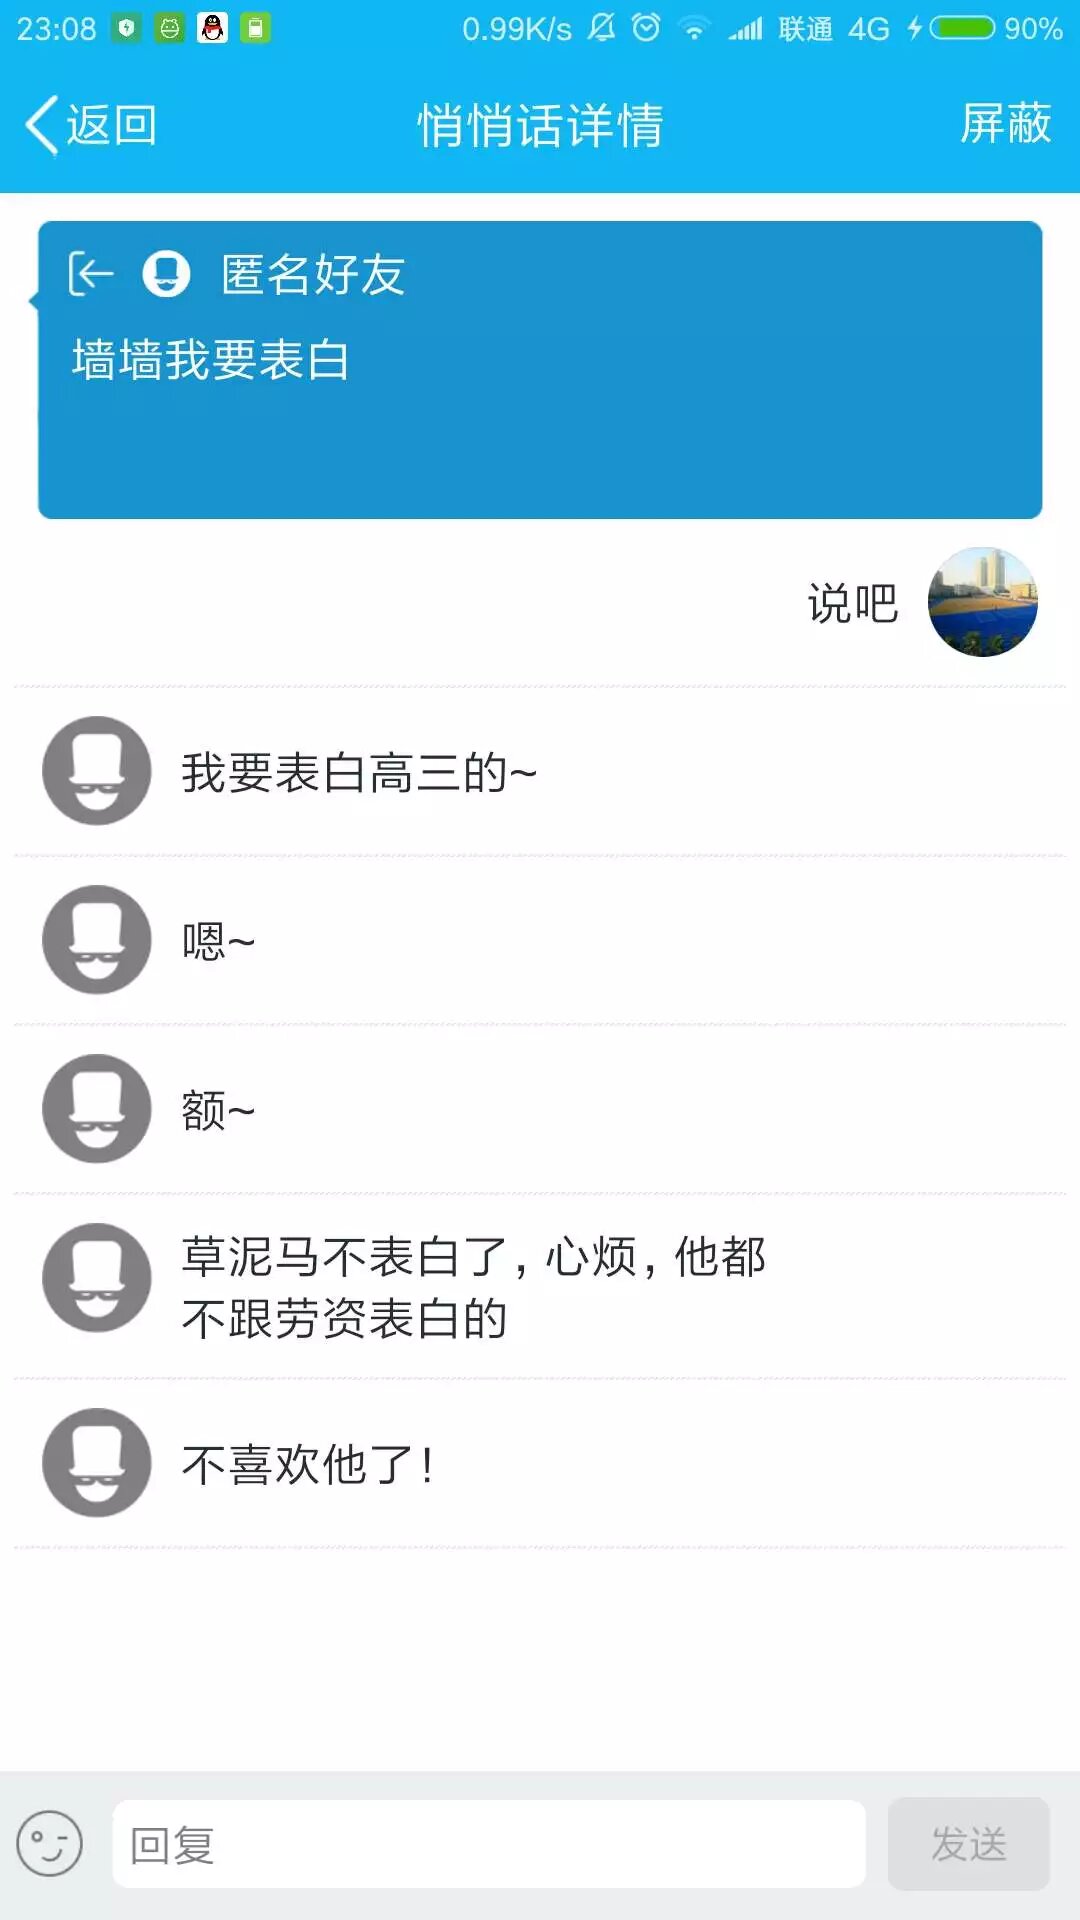 23:08 0.99K/s 联通 4G 90%
返回 悄悄话详情 屏蔽
匿名好友
墙墙我要表白
说吧
我要表白高三的~
嗯~
额~
草泥马不表白了,心烦,他都
不跟劳资表白的
不喜欢他了!
回复 发送